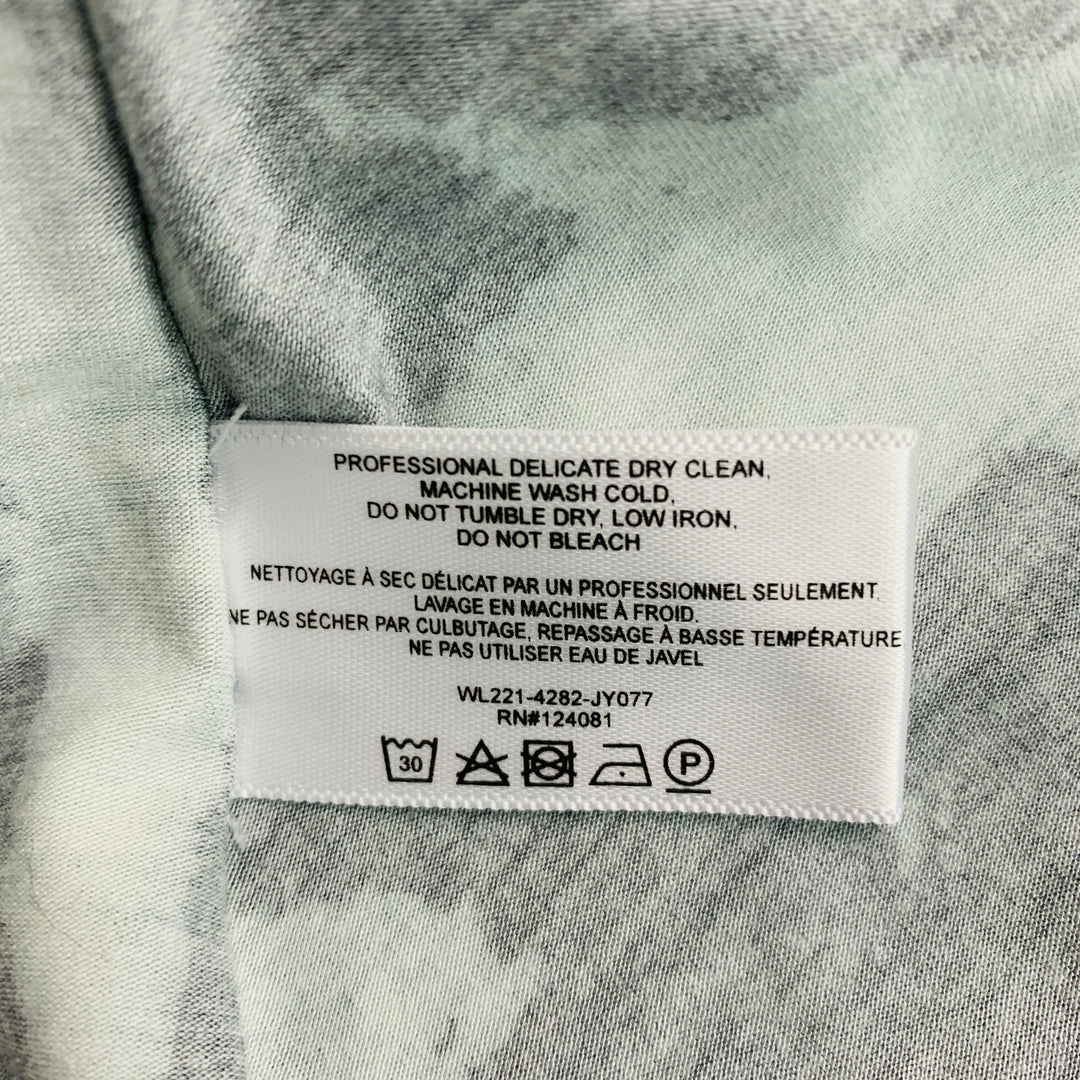 PROFESSIONAL DELICATE DRY CLEAN,
MACHINE WASH COLD,
DO NOT TUMBLE DRY, LOW IRON,
DO NOT BLEACH
NETTOYAGE À SEC DÉLICAT PAR UN PROFESSIONNEL SEULEMENT,
LAVAGE EN MACHINE À FROID.
NE PAS SÉCHER PAR CULBUTAGE, REPASSAGE À BASSE TEMPÉRATURE
NE PAS UTILISER EAU DE JAVEL
WL221-4282-JY077
RN#124081
30 P